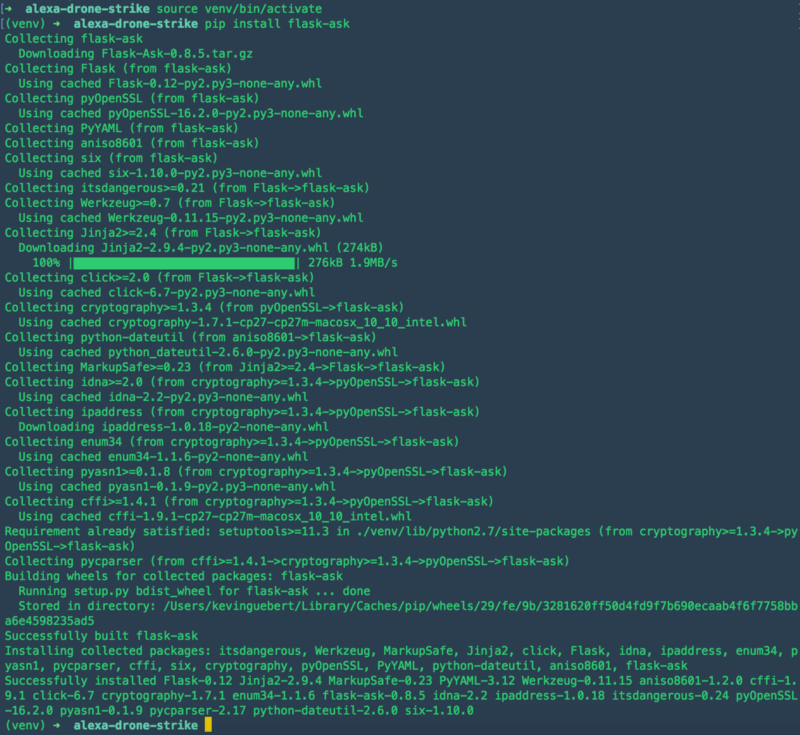 [➜  alexa-drone-strike source venv/bin/activate
[(venv) ➜  alexa-drone-strike pip install flask-ask
Collecting flask-ask
  Downloading Flask-Ask-0.8.5.tar.gz
Collecting Flask (from flask-ask)
  Using cached Flask-0.12-py2.py3-none-any.whl
Collecting pyOpenSSL (from flask-ask)
  Using cached pyOpenSSL-16.2.0-py2.py3-none-any.whl
Collecting PyYAML (from flask-ask)
Collecting aniso8601 (from flask-ask)
Collecting six (from flask-ask)
  Using cached six-1.10.0-py2.py3-none-any.whl
Collecting itsdangerous>=0.21 (from Flask->flask-ask)
Collecting Werkzeug>=0.7 (from Flask->flask-ask)
  Using cached Werkzeug-0.11.15-py2.py3-none-any.whl
Collecting Jinja2>=2.4 (from Flask->flask-ask)
  Downloading Jinja2-2.9.4-py2.py3-none-any.whl (274kB)
    100% |████████████████████████████████| 276kB 1.9MB/s
Collecting click>=2.0 (from Flask->flask-ask)
  Using cached click-6.7-py2.py3-none-any.whl
Collecting cryptography>=1.3.4 (from pyOpenSSL->flask-ask)
  Using cached cryptography-1.7.1-cp27-cp27m-macosx_10_10_intel.whl
Collecting python-dateutil (from aniso8601->flask-ask)
  Using cached python_dateutil-2.6.0-py2.py3-none-any.whl
Collecting MarkupSafe>=0.23 (from Jinja2>=2.4->Flask->flask-ask)
Collecting idna>=2.0 (from cryptography>=1.3.4->pyOpenSSL->flask-ask)
  Using cached idna-2.2-py2.py3-none-any.whl
Collecting ipaddress (from cryptography>=1.3.4->pyOpenSSL->flask-ask)
  Downloading ipaddress-1.0.18-py2-none-any.whl
Collecting enum34 (from cryptography>=1.3.4->pyOpenSSL->flask-ask)
  Using cached enum34-1.1.6-py2-none-any.whl
Collecting pyasn1>=0.1.8 (from cryptography>=1.3.4->pyOpenSSL->flask-ask)
  Using cached pyasn1-0.1.9-py2.py3-none-any.whl
Collecting cffi>=1.4.1 (from cryptography>=1.3.4->pyOpenSSL->flask-ask)
  Using cached cffi-1.9.1-cp27-cp27m-macosx_10_10_intel.whl
Requirement already satisfied: setuptools>=11.3 in ./venv/lib/python2.7/site-packages (from cryptography>=1.3.4->py
OpenSSL->flask-ask)
Collecting pycparser (from cffi>=1.4.1->cryptography>=1.3.4->pyOpenSSL->flask-ask)
Building wheels for collected packages: flask-ask
  Running setup.py bdist_wheel for flask-ask ... done
  Stored in directory: /Users/kevinguebert/Library/Caches/pip/wheels/29/fe/9b/3281620ff50d4fd9f7b690ecaab4f6f7758bb
a6e4598235ad5
Successfully built flask-ask
Installing collected packages: itsdangerous, Werkzeug, MarkupSafe, Jinja2, click, Flask, idna, ipaddress, enum34, p
yasn1, pycparser, cffi, six, cryptography, pyOpenSSL, PyYAML, python-dateutil, aniso8601, flask-ask
Successfully installed Flask-0.12 Jinja2-2.9.4 MarkupSafe-0.23 PyYAML-3.12 Werkzeug-0.11.15 aniso8601-1.2.0 cffi-1.
9.1 click-6.7 cryptography-1.7.1 enum34-1.1.6 flask-ask-0.8.5 idna-2.2 ipaddress-1.0.18 itsdangerous-0.24 pyOpenSSL
-16.2.0 pyasn1-0.1.9 pycparser-2.17 python-dateutil-2.6.0 six-1.10.0
(venv) ➜  alexa-drone-strike